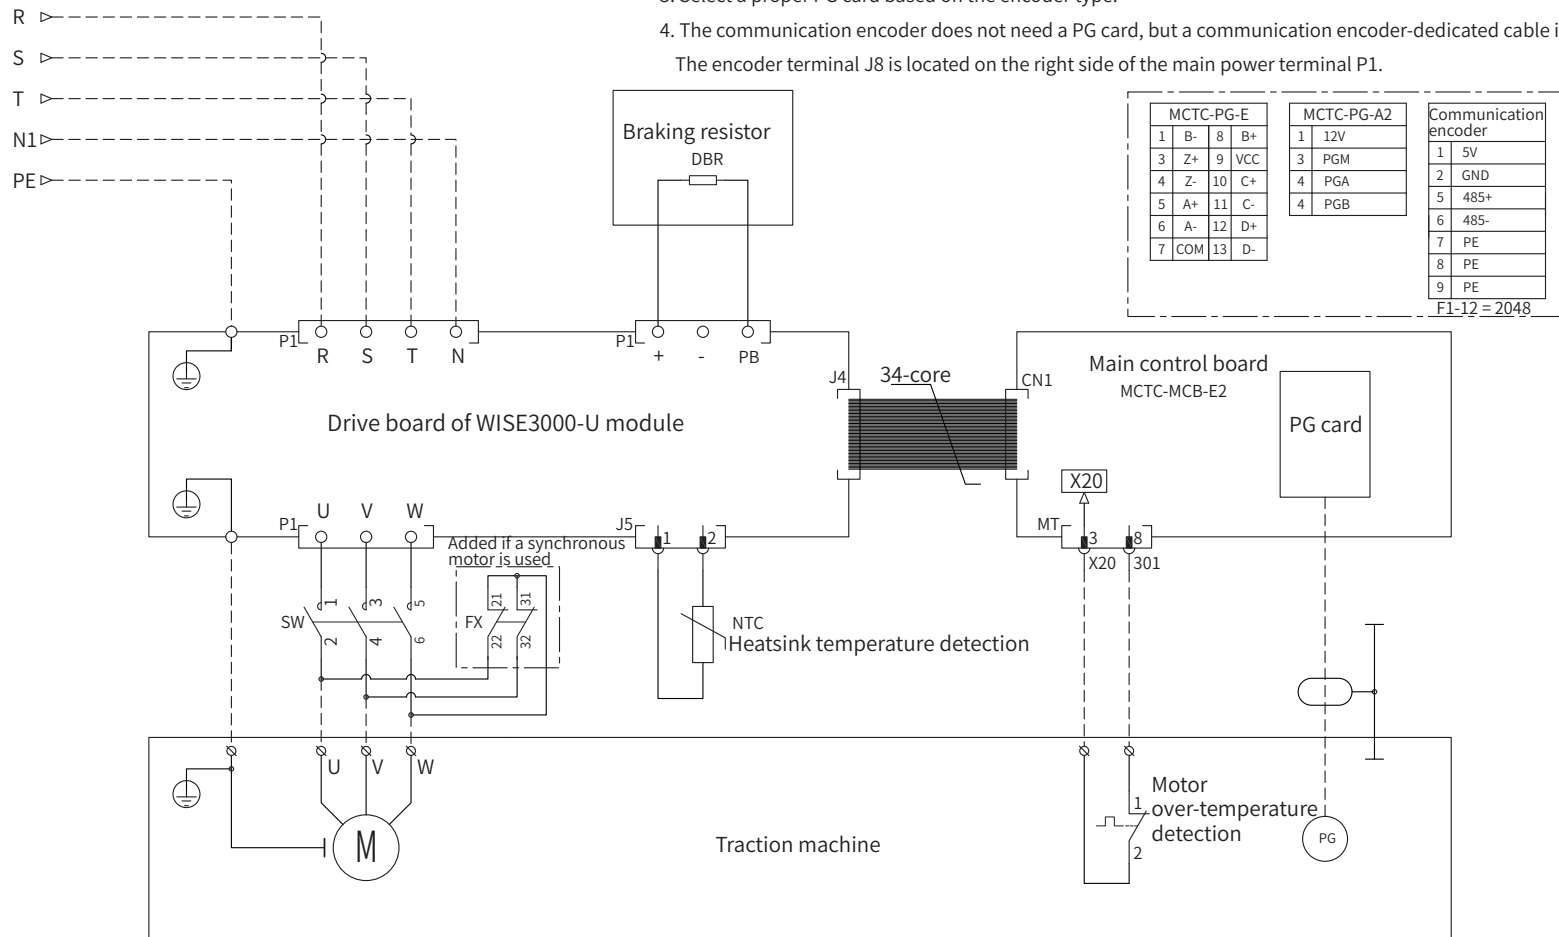 3. Select a proper PG card based on the encoder type.
4. The communication encoder does not need a PG card, but a communication encoder-dedicated cable i
The encoder terminal J8 is located on the right side of the main power terminal P1.
R
S
T
N1
PE
Braking resistor
DBR
MCTC-PG-E
1 B- 8 B+
3 Z+ 9 VCC
4 Z- 10 C+
5 A+ 11 C-
6 A- 12 D+
7 COM 13 D-
MCTC-PG-A2
1 12V
3 PGM
4 PGA
4 PGB
Communication
encoder
1 5V
2 GND
5 485+
6 485-
7 PE
8 PE
9 PE
F1-12 = 2048
P1
R S T N
P1
+ - PB
J4
34-core
CN1
Main control board
MCTC-MCB-E2
PG card
Drive board of WISE3000-U module
X20
P1
U V W
J5
1 2
MT
3 8
X20 301
Added if a synchronous
motor is used
SW
1 3 5
2 4 6
FX
21 31
22 32
NTC
Heatsink temperature detection
U V W
M
Traction machine
1
2
Motor
over-temperature
detection
PG